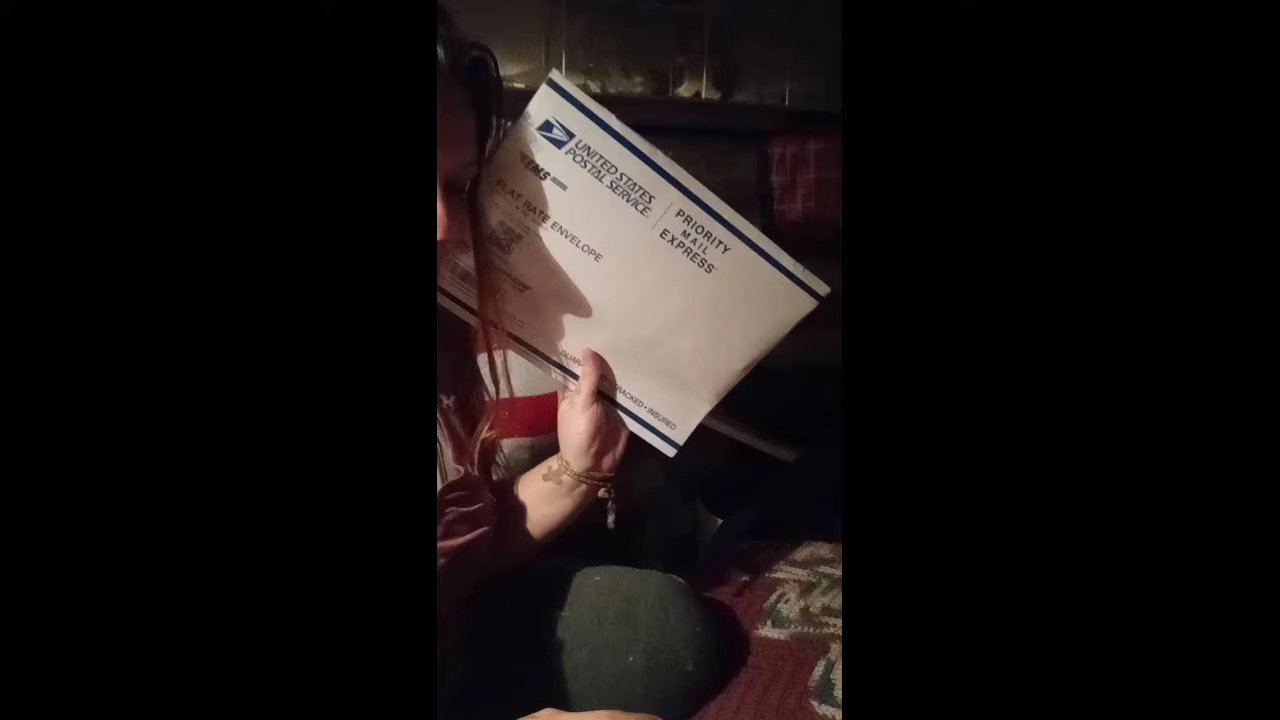 UNITED STATES
POSTAL SERVICE
PRIORITY
MAIL
EXPRESS
EMS
FLAT RATE ENVELOPE
TRACKED • INSURED